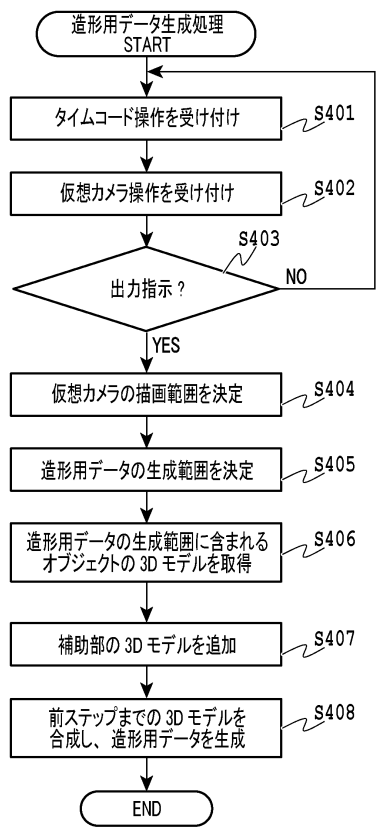 造形用データ生成処理
START
タイムコード操作を受け付け
S401
仮想カメラ操作を受け付け
S402
S403
出力指示?
NO
YES
仮想カメラの描画範囲を決定
S404
造形用データの生成範囲を決定
S405
造形用データの生成範囲に含まれる
オブジェクトの3Dモデルを取得
S406
補助部の3Dモデルを追加
S407
前ステップまでの3Dモデルを
合成し、造形用データを生成
S408
END